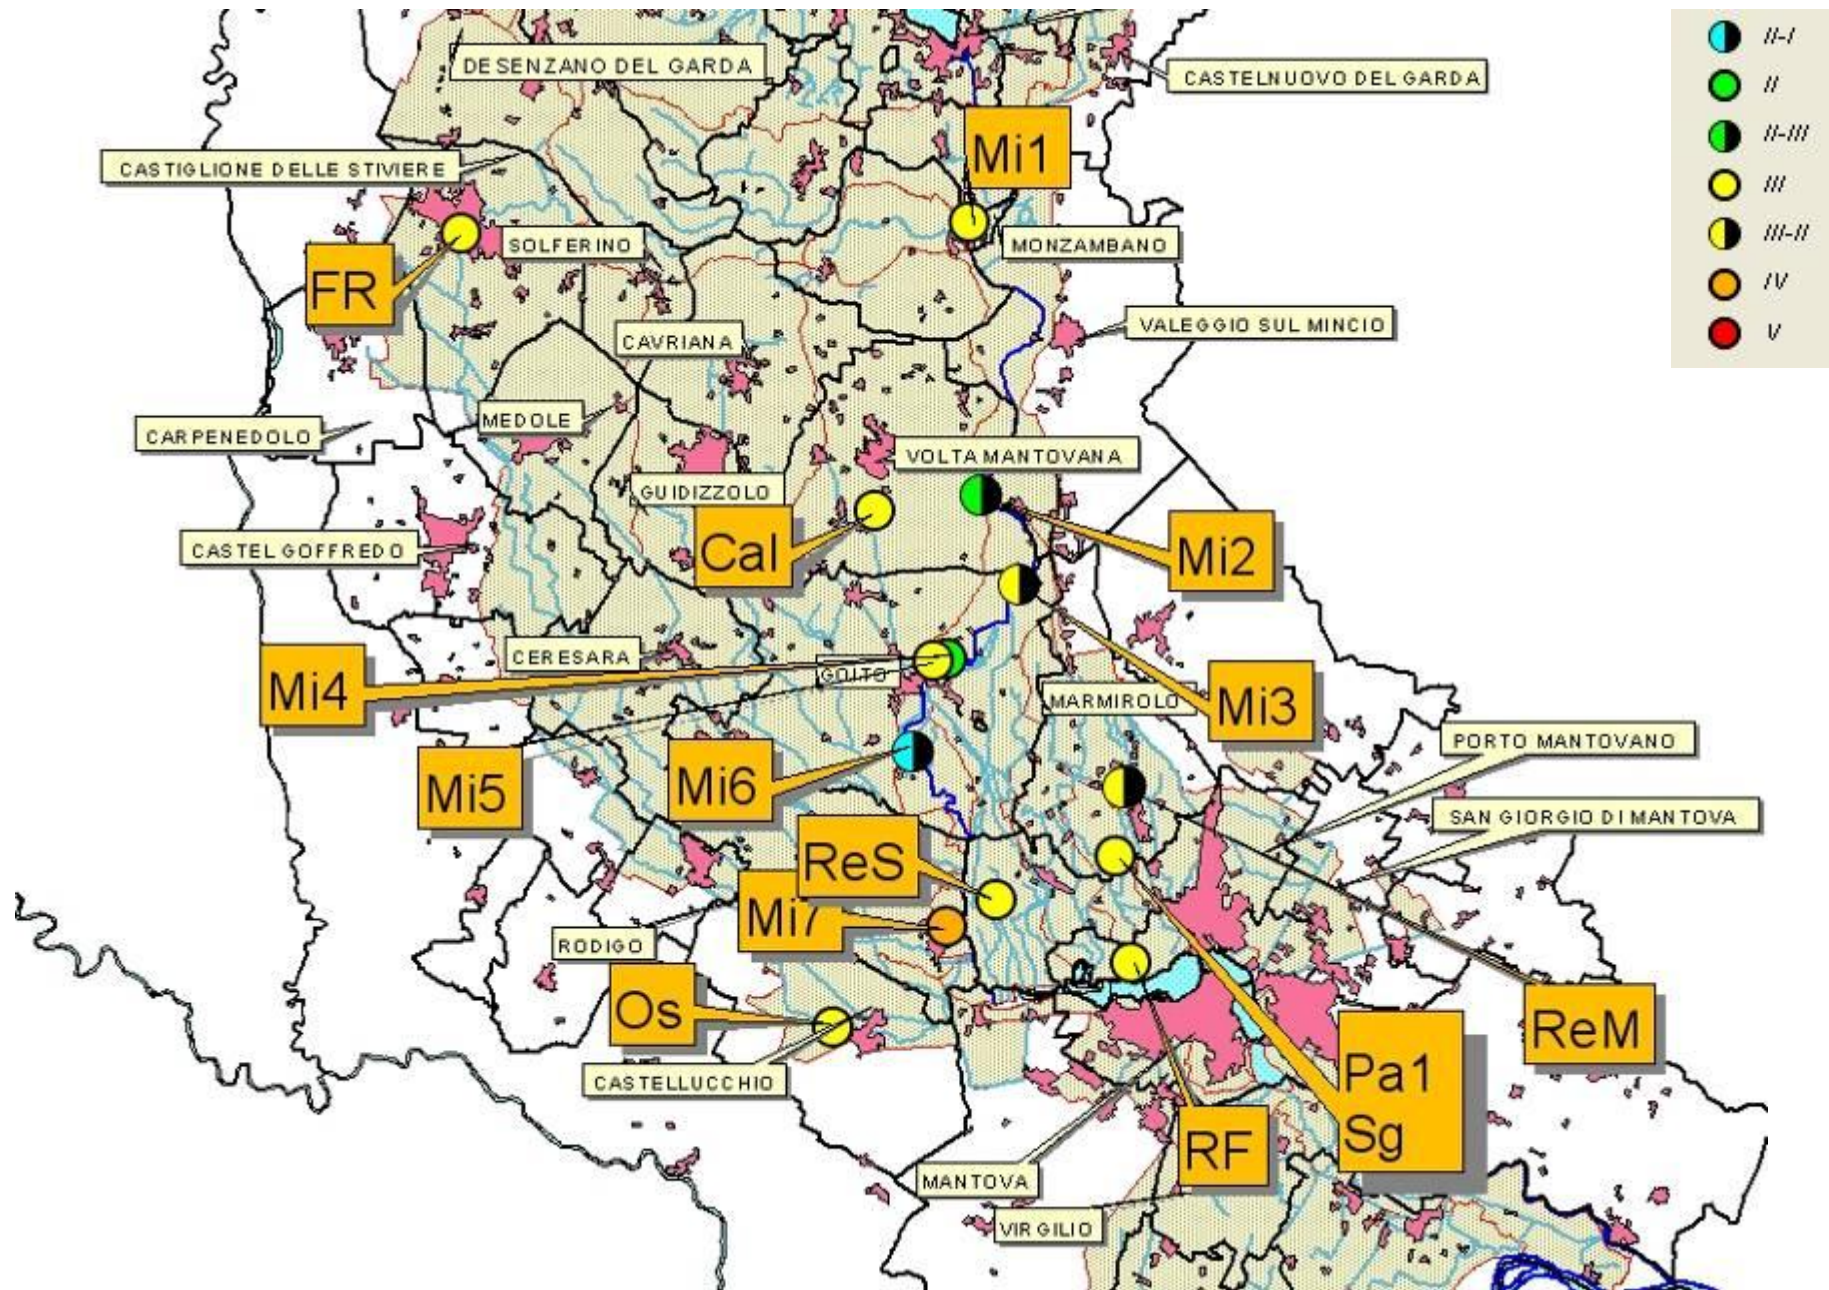 II-I
DESENZANO DEL GARDA
CASTELNUOVO DEL GARDA
II
II-III
Mi1
CASTIGLIONE DELLE STIVIERE
III
SOLFERINO
MONZAMBANO
III-II
FR
IV
VALEGGIO SUL MINCIO
V
CAVRIANA
MEDOLE
CARPENEDOLO
VOLTA MANTOVANA
GUIDIZZOLO
CASTEL GOFFREDO
Cal
Mi2
CERESARA
GOITO
Mi4
MARMIROLO
Mi3
PORTO MANTOVANO
Mi5
Mi6
SAN GIORGIO DI MANTOVA
ReS
Mi7
RODIGO
Os
ReM
CASTELLUCCHIO
Pa1
Sg
RF
MANTOVA
VIRGILIO